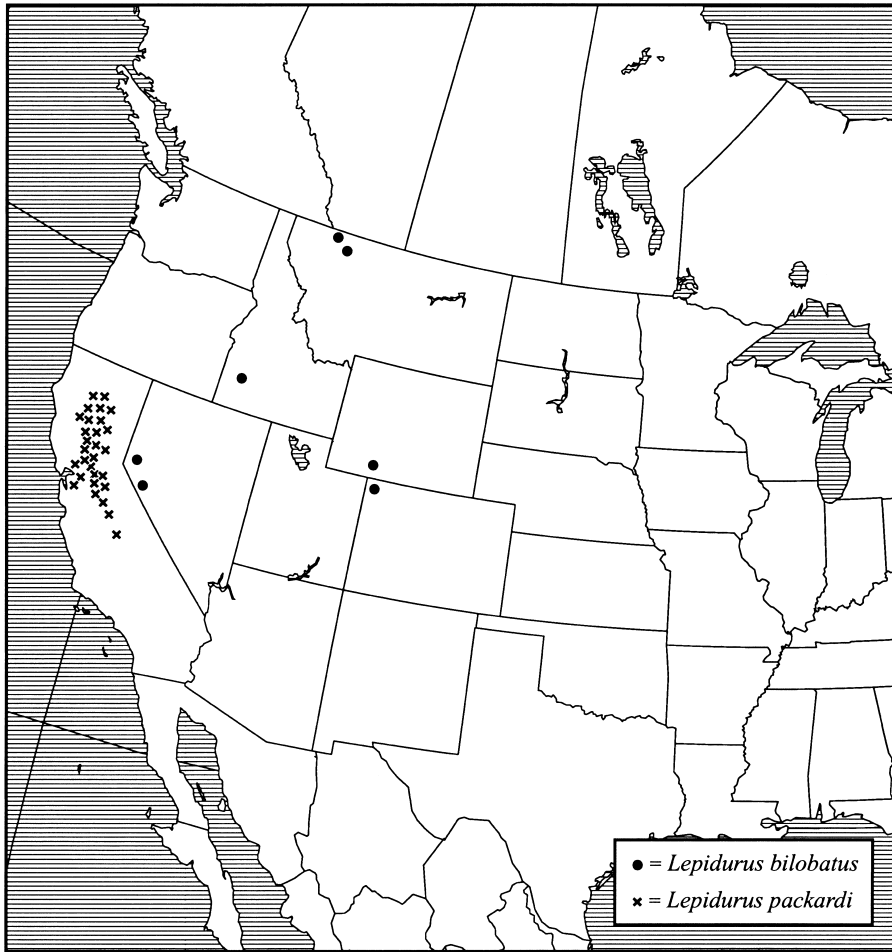 ● = Lepidurus bilobatus
× = Lepidurus packardi